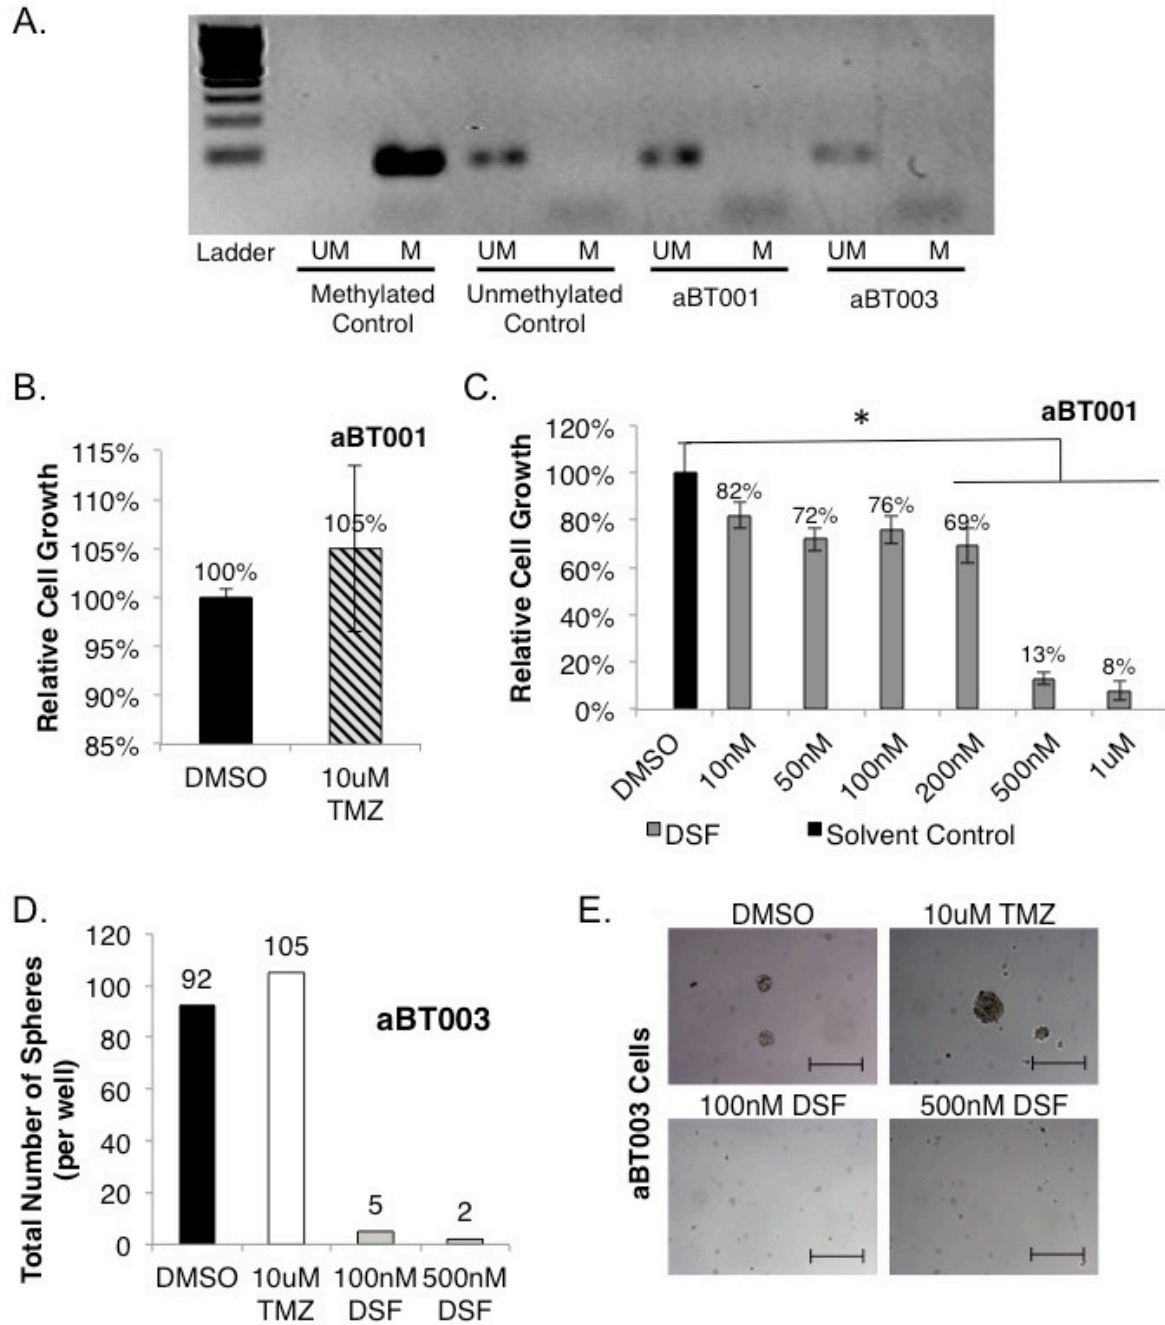 A.
Ladder UM M UM M UM M UM M
Methylated Control Unmethylated Control aBT001 aBT003
B.
aBT001
Relative Cell Growth
115%
110%
105%
100%
95%
90%
85%
100%
105%
DMSO 10uM TMZ
C.
aBT001
*
Relative Cell Growth
120%
100%
80%
60%
40%
20%
0%
82% 72% 76% 69% 13% 8%
DMSO 10nM 50nM 100nM 200nM 500nM 1uM
DSF Solvent Control
D.
aBT003
Total Number of Spheres
(per well)
120
100
80
60
40
20
0
92 105 5 2
DMSO 10uM TMZ 100nM DSF 500nM DSF
E.
aBT003 Cells
DMSO 10uM TMZ
100nM DSF 500nM DSF